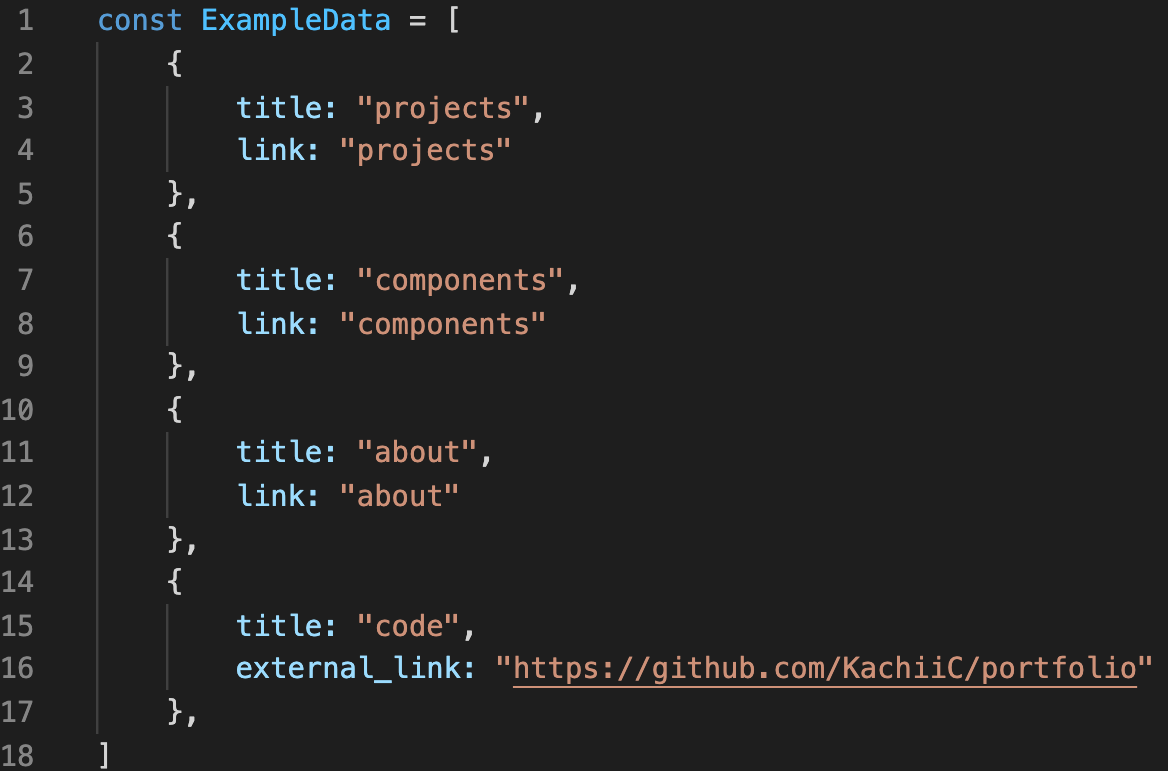 1 const ExampleData = [
2 {
3 title: "projects",
4 link: "projects"
5 },
6 {
7 title: "components",
8 link: "components"
9 },
10 {
11 title: "about",
12 link: "about"
13 },
14 {
15 title: "code",
16 external_link: "https://github.com/KachiiC/portfolio"
17 },
18 ]